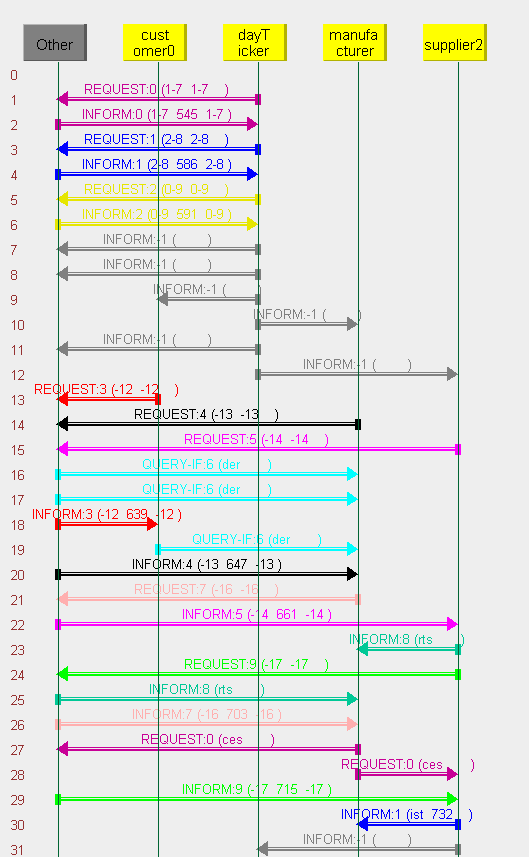 Other
cust
omer0
dayT
icker
manufa
cturer
supplier2
0
1 REQUEST:0 (1-7 1-7 )
2 INFORM:0 (1-7 545 1-7 )
3 REQUEST:1 (2-8 2-8 )
4 INFORM:1 (2-8 586 2-8 )
5 REQUEST:2 (0-9 0-9 )
6 INFORM:2 (0-9 591 0-9 )
7 INFORM:-1 ( )
8 INFORM:-1 ( )
9 INFORM:-1 ( )
10 INFORM:-1 ( )
11 INFORM:-1 ( )
12 INFORM:-1 ( )
13 REQUEST:3 (-12 -12 )
14 REQUEST:4 (-13 -13 )
15 REQUEST:5 (-14 -14 )
16 QUERY-IF:6 (der )
17 QUERY-IF:6 (der )
18 INFORM:3 (-12 639 -12 )
19 QUERY-IF:6 (der )
20 INFORM:4 (-13 647 -13 )
21 REQUEST:7 (-16 -16 )
22 INFORM:5 (-14 661 -14 )
23 INFORM:8 (rts )
24 REQUEST:9 (-17 -17 )
25 INFORM:8 (rts )
26 INFORM:7 (-16 703 -16 )
27 REQUEST:0 (ces )
28 REQUEST:0 (ces )
29 INFORM:9 (-17 715 -17 )
30 INFORM:1 (ist 732 )
31 INFORM:-1 ( )